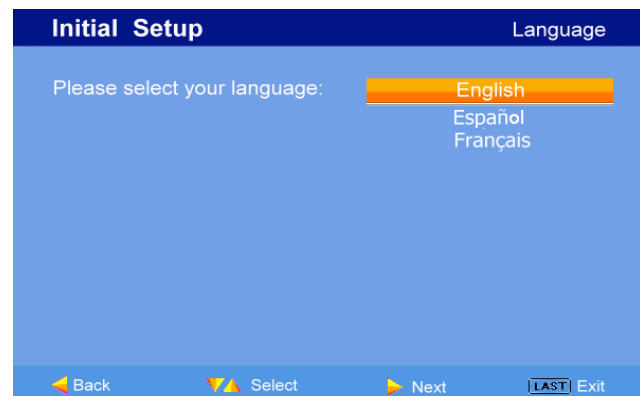 Initial Setup Language
Please select your language: English
Español
Français
Back Select Next LAST Exit